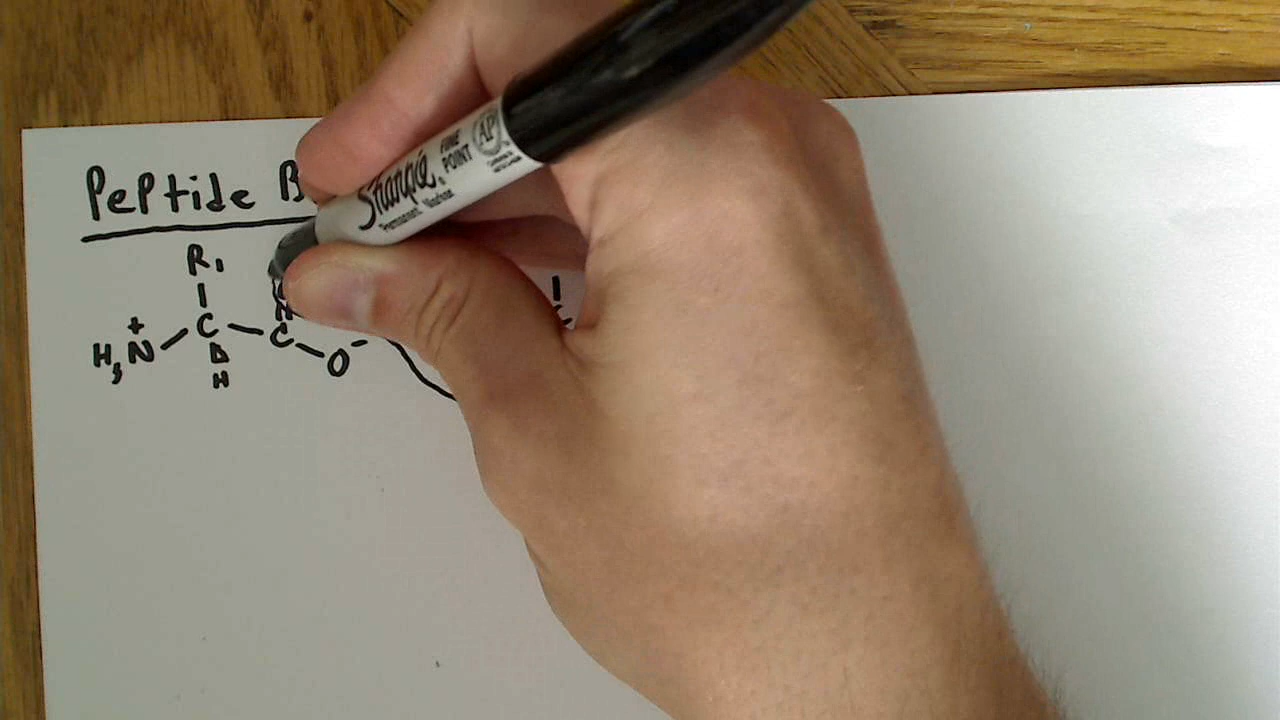 Peptide B
R1
H3N+ - C - C - O-
H
Sharpie
FINE POINT
Permanent Marker
AP